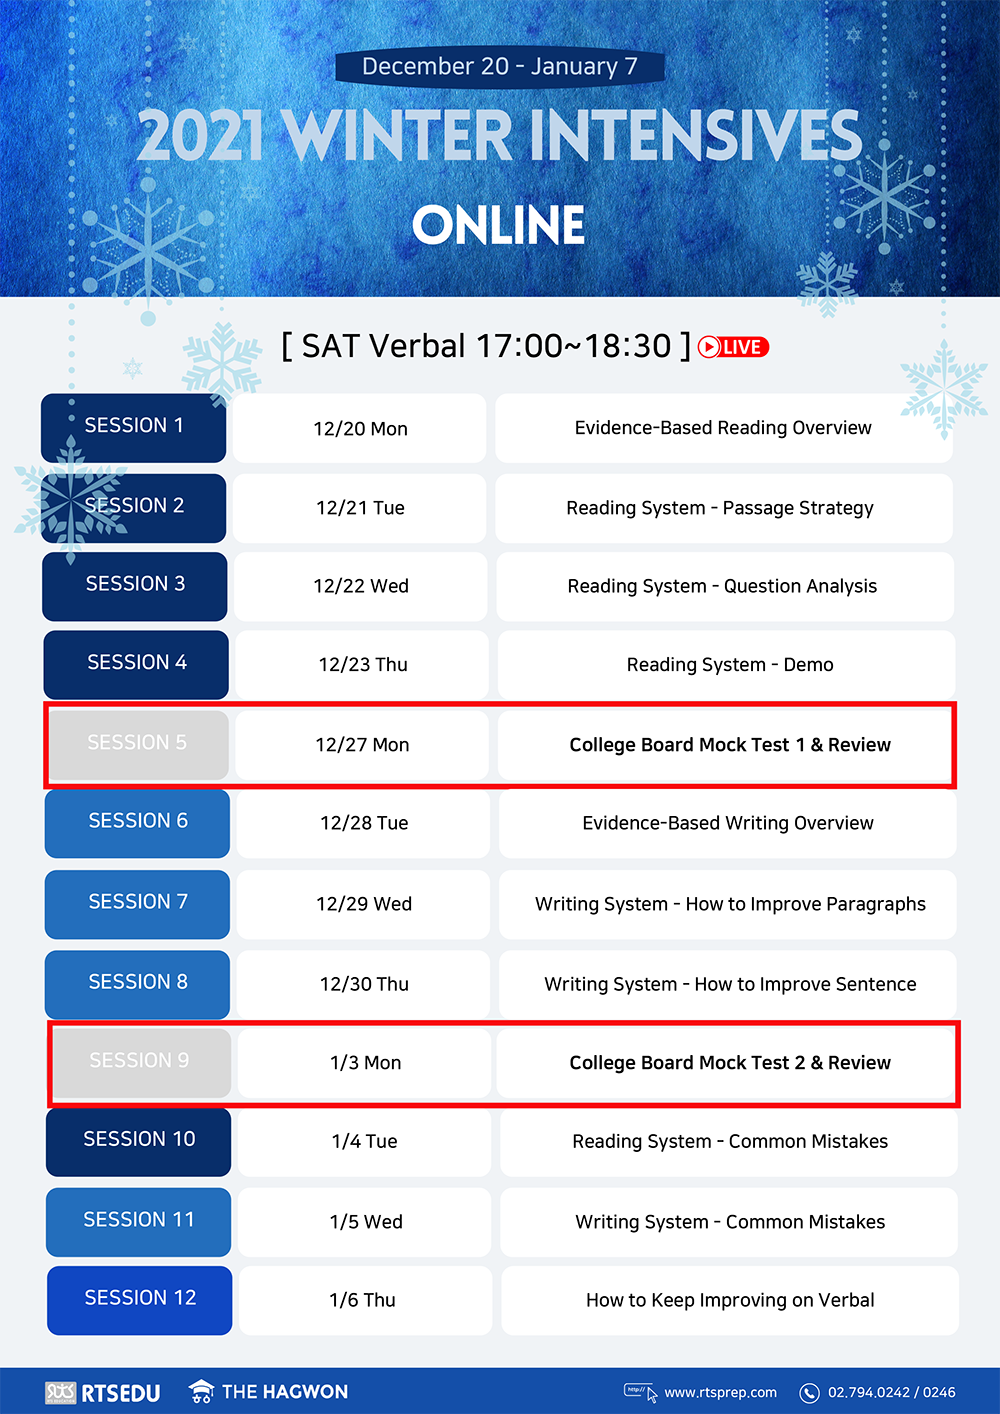 December 20 - January 7
2021 WINTER INTENSIVES
ONLINE
[ SAT Verbal 17:00~18:30 ] LIVE
SESSION 1 12/20 Mon Evidence-Based Reading Overview
SESSION 2 12/21 Tue Reading System - Passage Strategy
SESSION 3 12/22 Wed Reading System - Question Analysis
SESSION 4 12/23 Thu Reading System - Demo
SESSION 5 12/27 Mon College Board Mock Test 1 & Review
SESSION 6 12/28 Tue Evidence-Based Writing Overview
SESSION 7 12/29 Wed Writing System - How to Improve Paragraphs
SESSION 8 12/30 Thu Writing System - How to Improve Sentence
SESSION 9 1/3 Mon College Board Mock Test 2 & Review
SESSION 10 1/4 Tue Reading System - Common Mistakes
SESSION 11 1/5 Wed Writing System - Common Mistakes
SESSION 12 1/6 Thu How to Keep Improving on Verbal
RTSEDU THE HAGWON http:// www.rtsprep.com 02.794.0242 / 0246